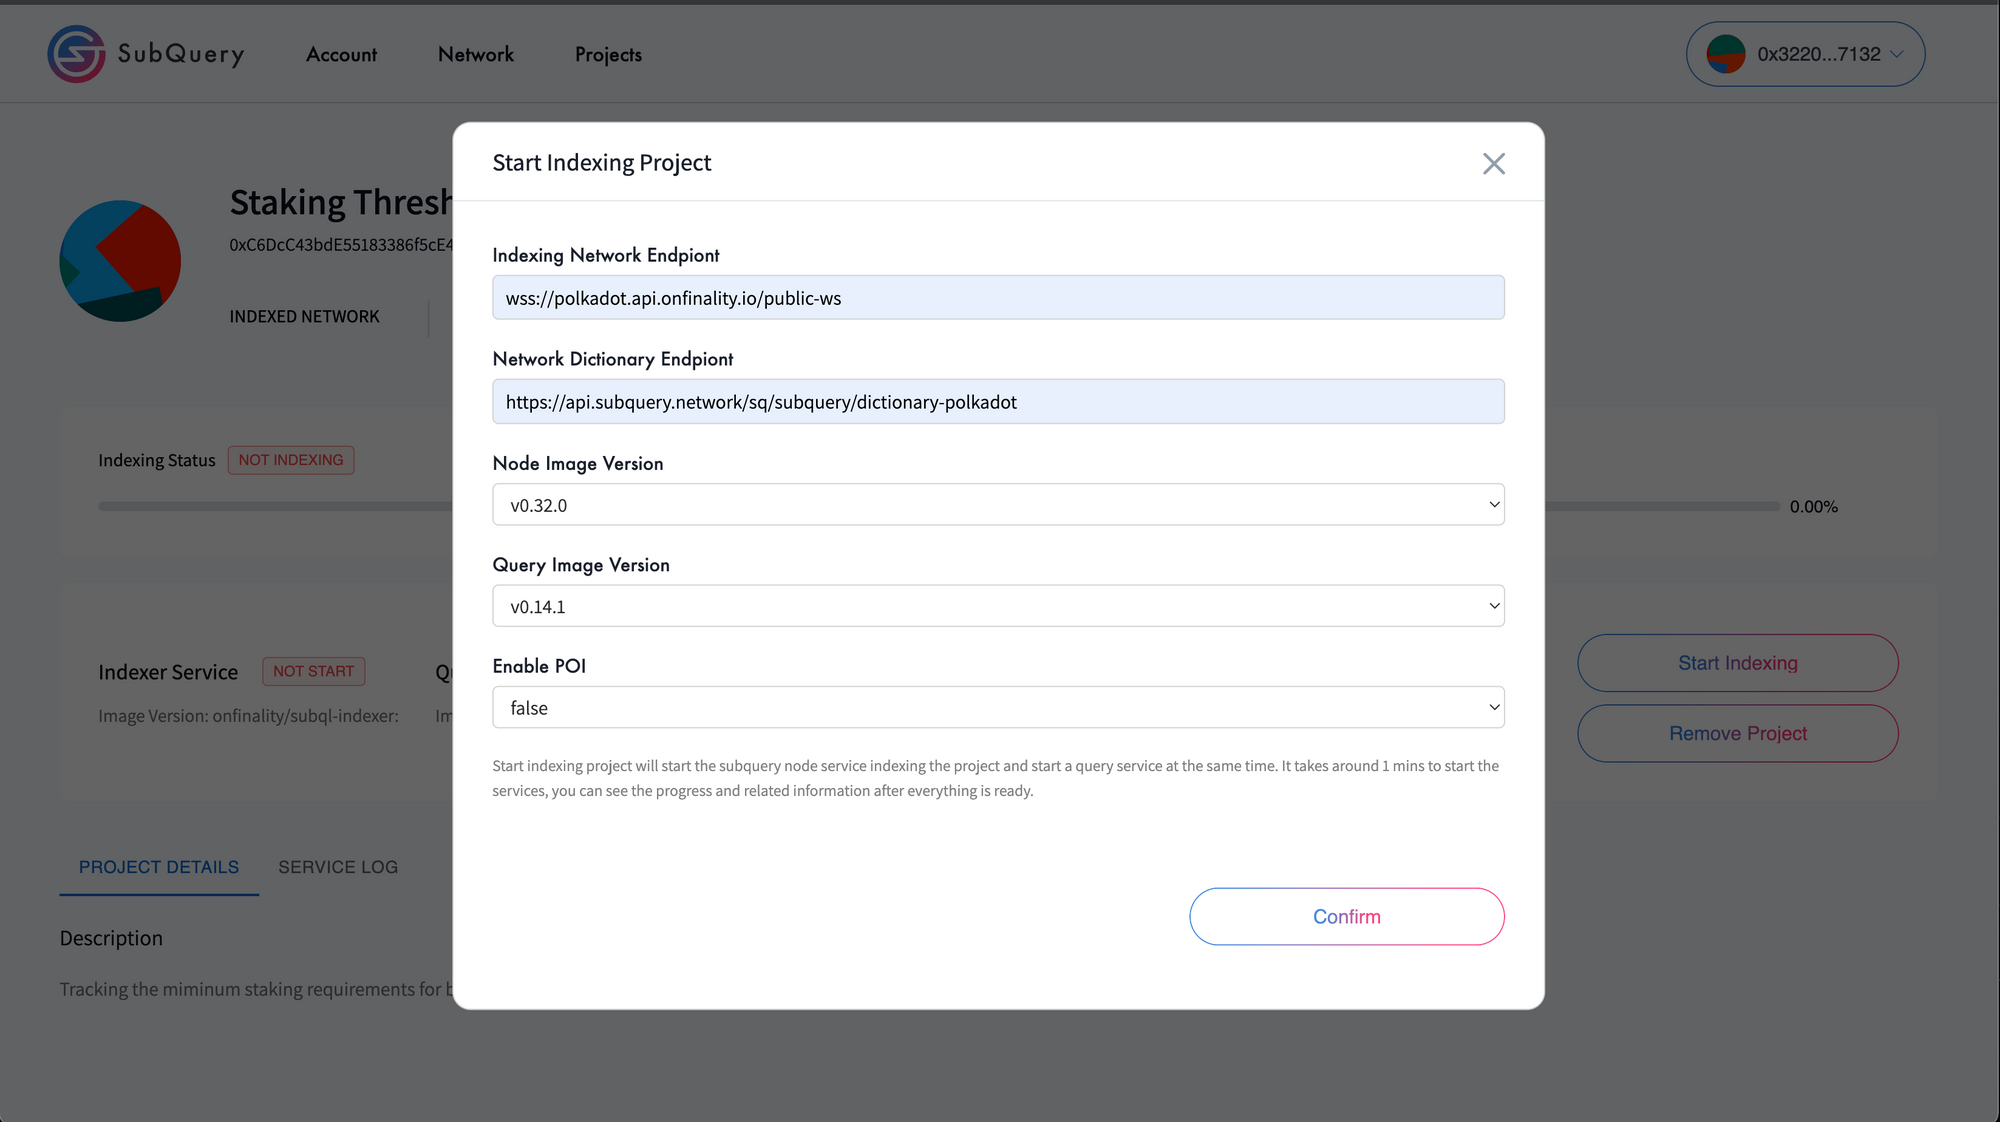 SubQuery
Account
Network
Projects
0x3220...7132
Start Indexing Project
Staking Thresh
0xC6DcC43bdE55183386f5cE4
INDEXED NETWORK
Indexing Network Endpiont
wss://polkadot.api.onfinality.io/public-ws
Network Dictionary Endpiont
https://api.subquery.network/sq/subquery/dictionary-polkadot
Indexing Status
NOT INDEXING
0.00%
Node Image Version
v0.32.0
Query Image Version
v0.14.1
Indexer Service
NOT START
Image Version: onfinality/subql-indexer:
Enable POI
false
Start indexing project will start the subquery node service indexing the project and start a query service at the same time. It takes around 1 mins to start the
services, you can see the progress and related information after everything is ready.
Confirm
Start Indexing
Remove Project
PROJECT DETAILS
SERVICE LOG
Description
Tracking the miminum staking requirements for